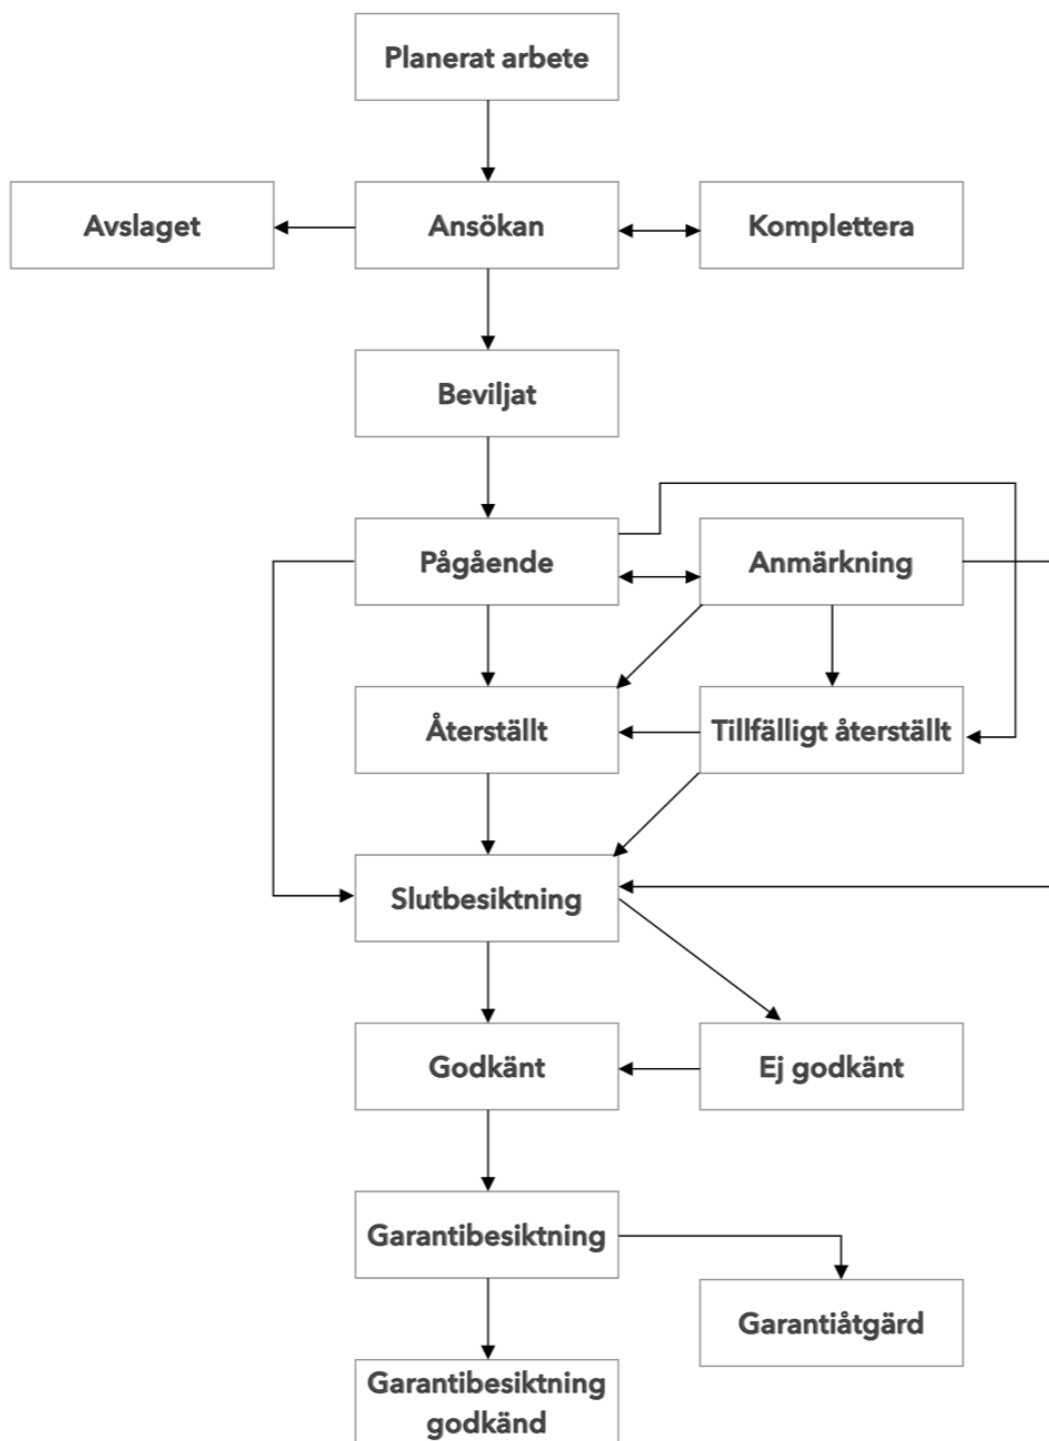 Planerat arbete
Avslaget
Ansökan
Komplettera
Beviljat
Pågående
Anmärkning
Återställt
Tillfälligt återställt
Slutbesiktning
Godkänt
Ej godkänt
Garantibesiktning
Garantiåtgärd
Garantibesiktning
godkänd